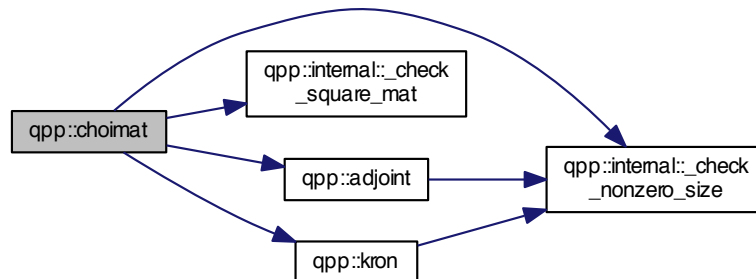 qpp::choimat
qpp::internal::_check
_square_mat
qpp::adjoint
qpp::kron
qpp::internal::_check
_nonzero_size